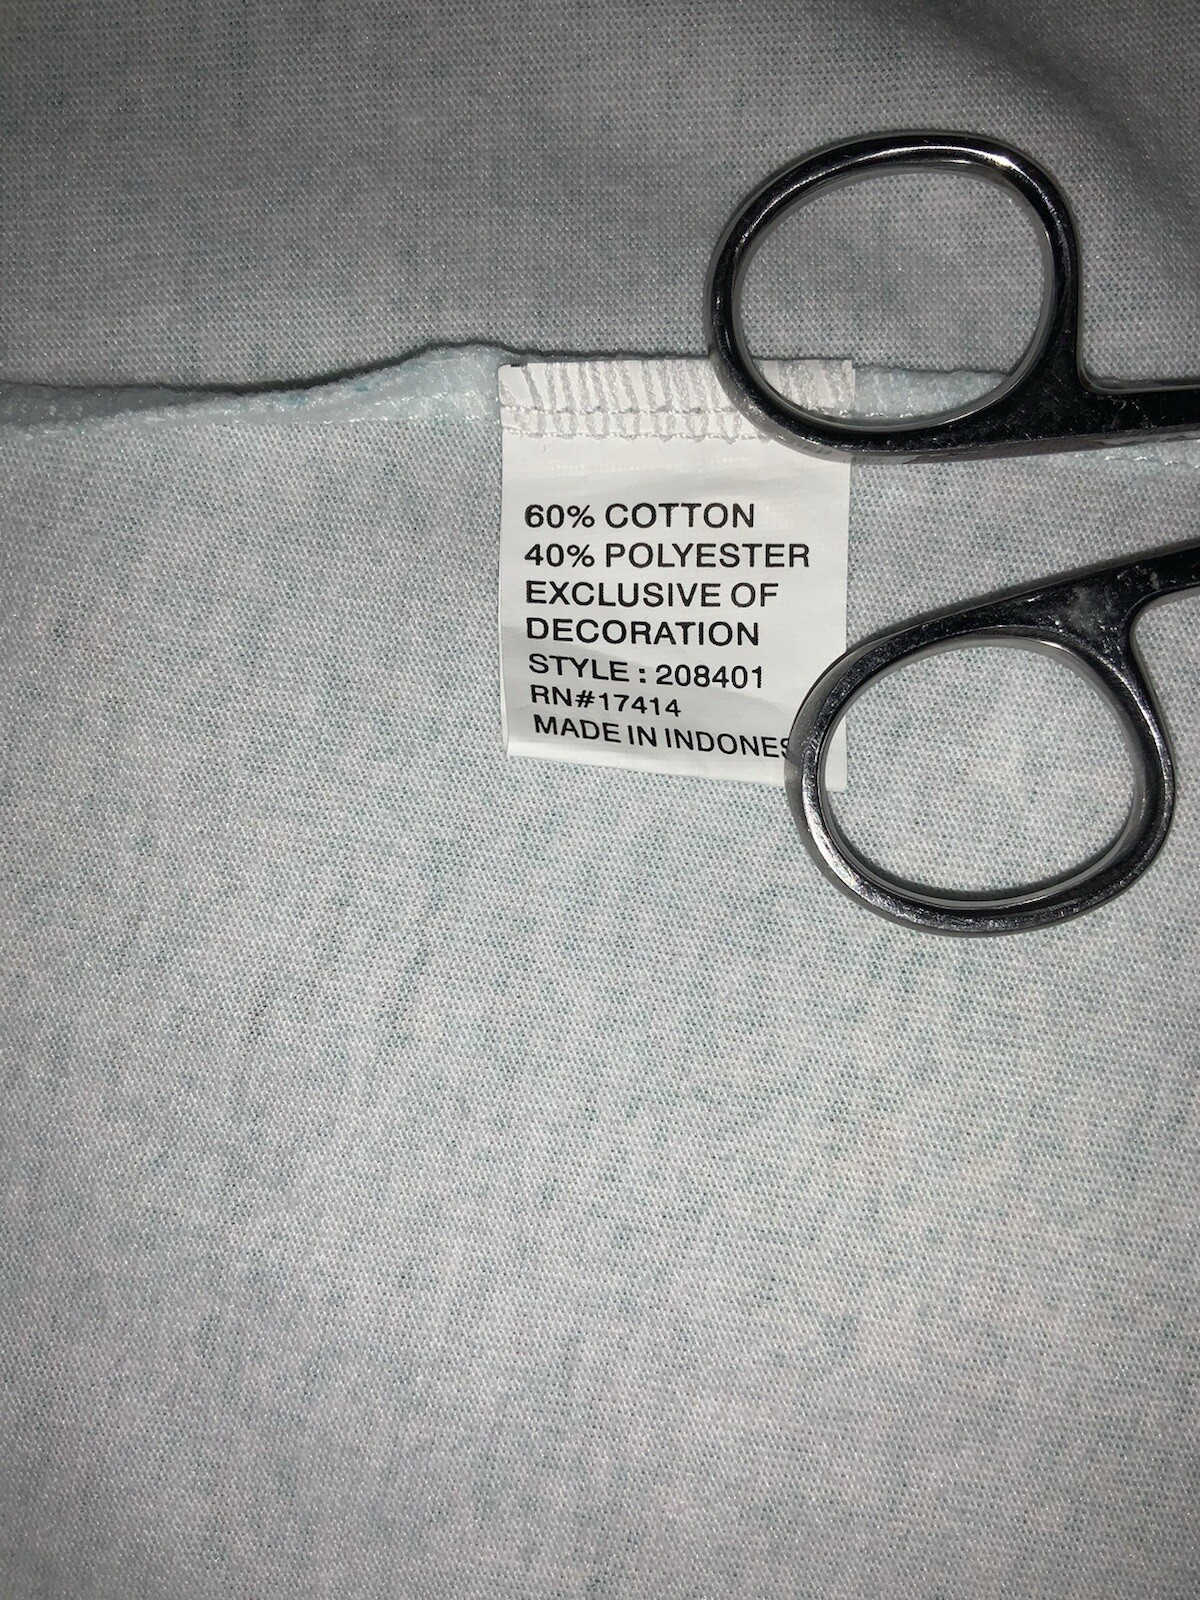 60% COTTON
40% POLYESTER
EXCLUSIVE OF
DECORATION
STYLE : 208401
RN#17414
MADE IN INDONES